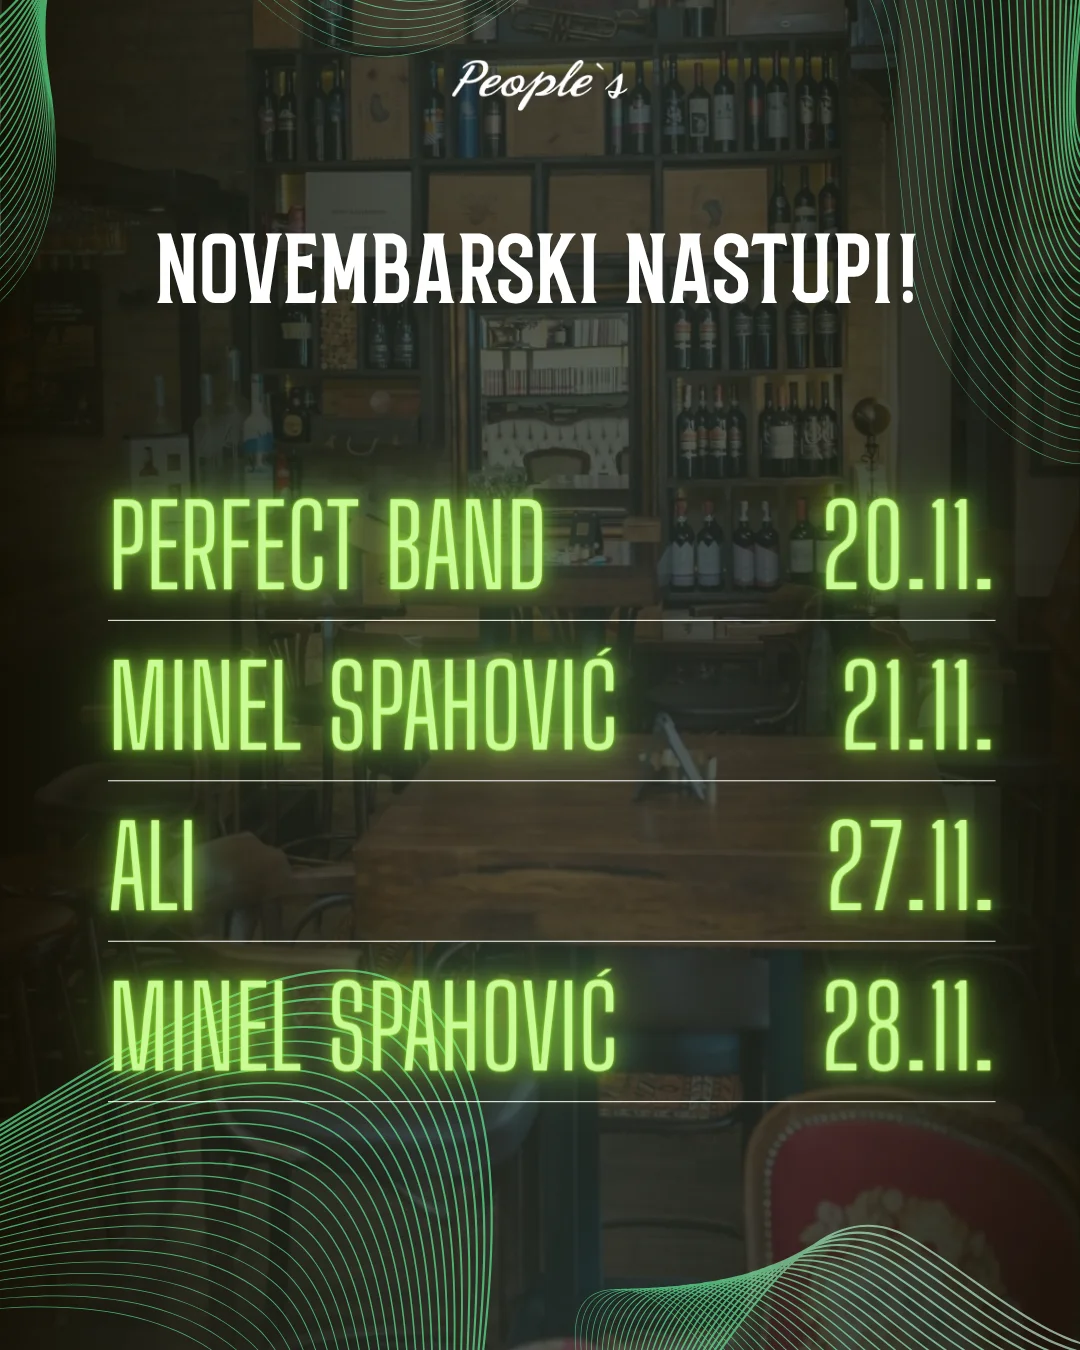 People`s
NOVEMBARSKI NASTUPI!
PERFECT BAND 20.11.
MINEL SPAHOVIĆ 21.11.
ALI 27.11.
MINEL SPAHOVIĆ 28.11.